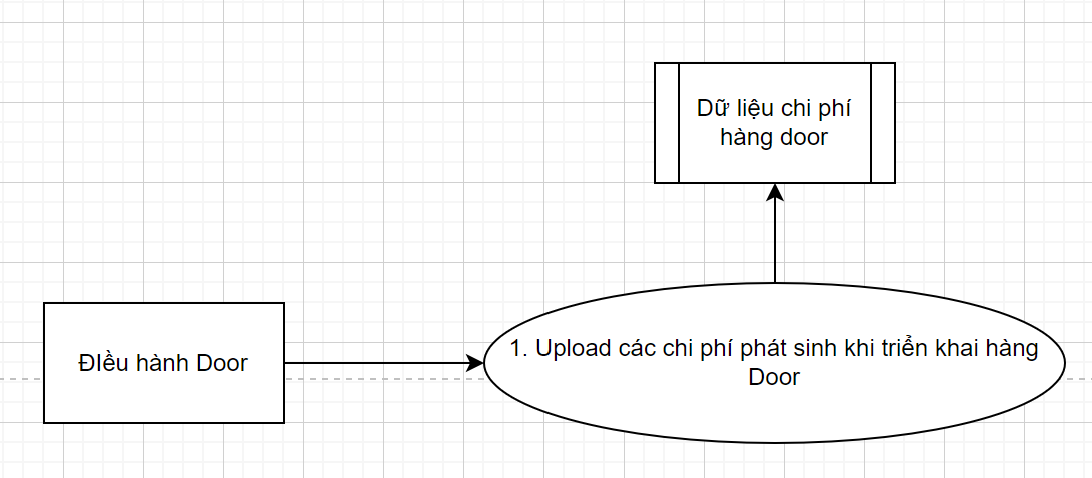 Dữ liệu chi phí
hàng door
ĐIều hành Door
1. Upload các chi phí phát sinh khi triển khai hàng
Door